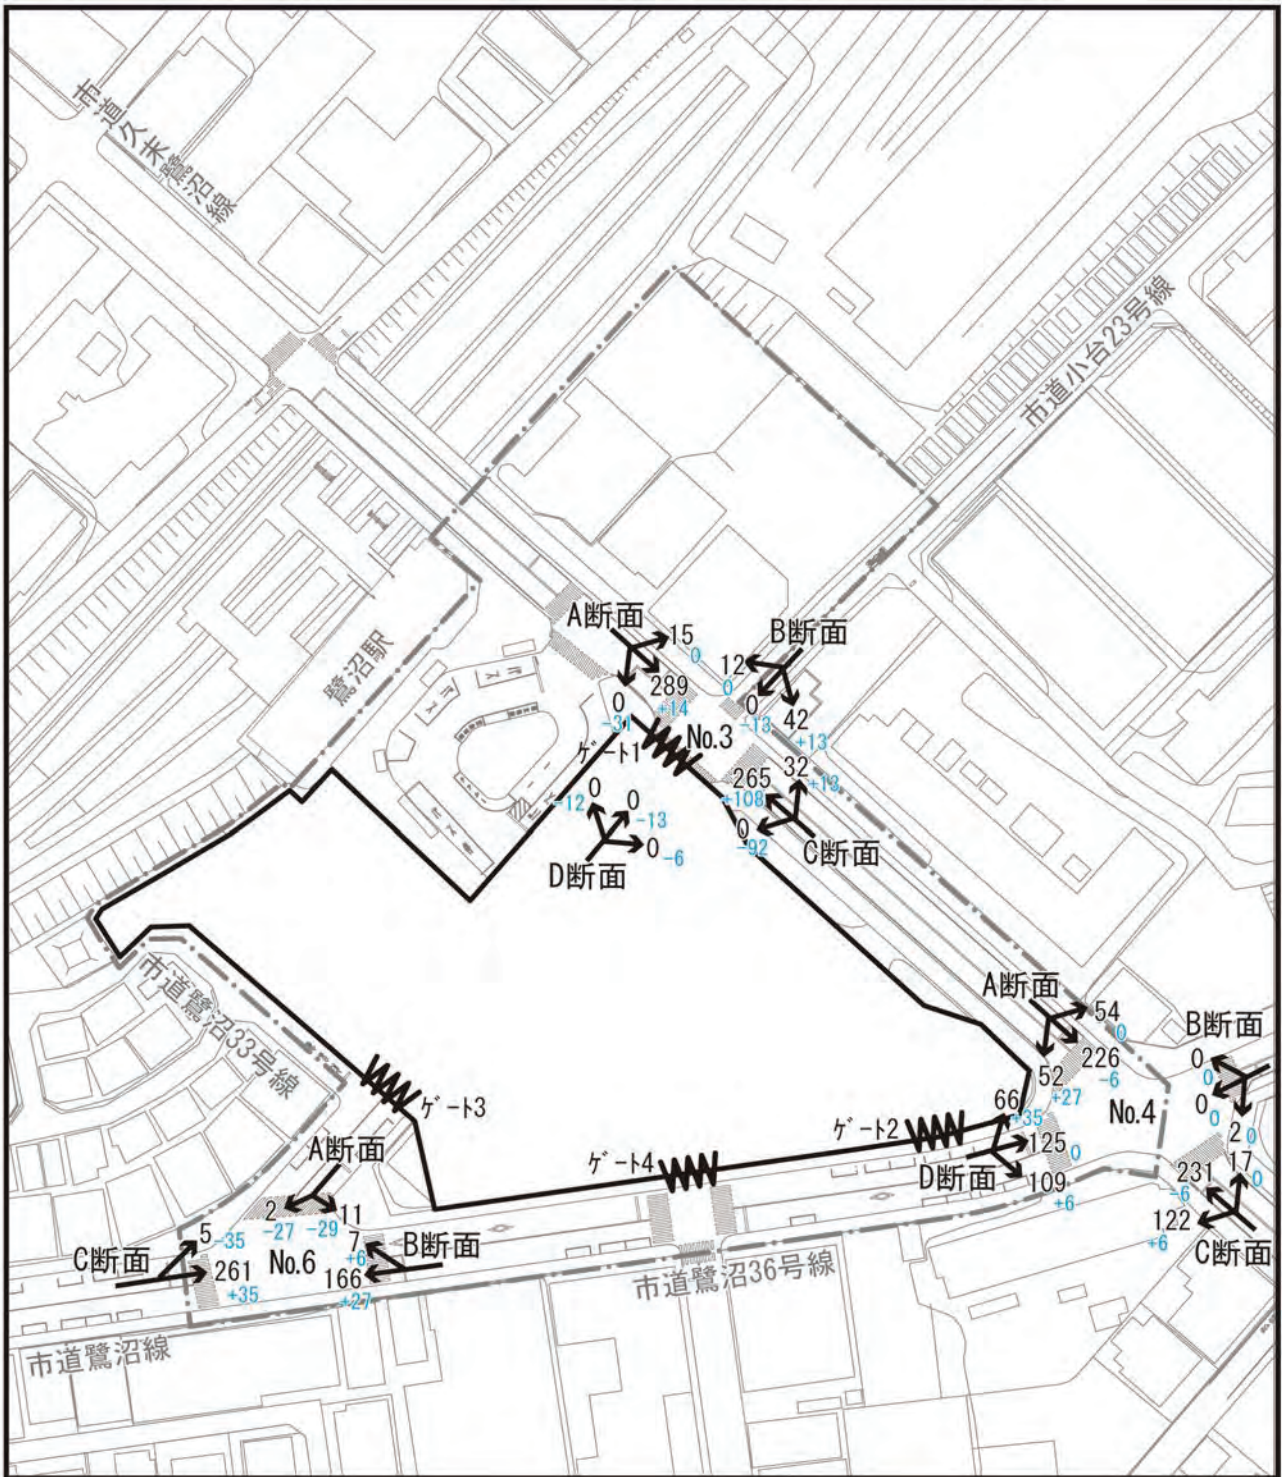 市道久末鷺沼線
市道小台23号線
鷺沼駅
A断面
15
0
289
+14
0
-31
B断面
12
0
0
-13
42
+13
No.3
ゲート1
32
+13
265
+108
0
-92
C断面
0
-12
0
-13
0
-6
D断面
市道鷺沼33号線
A断面
54
0
226
-6
52
+27
B断面
0
0
0
0
2
0
No.4
66
+35
125
0
109
+6
D断面
17
0
231
-6
122
+6
C断面
ゲート3
ゲート2
ゲート4
A断面
2
-27
11
-29
5
-35
261
+35
C断面
No.6
7
+6
166
+27
B断面
市道鷺沼36号線
市道鷺沼線